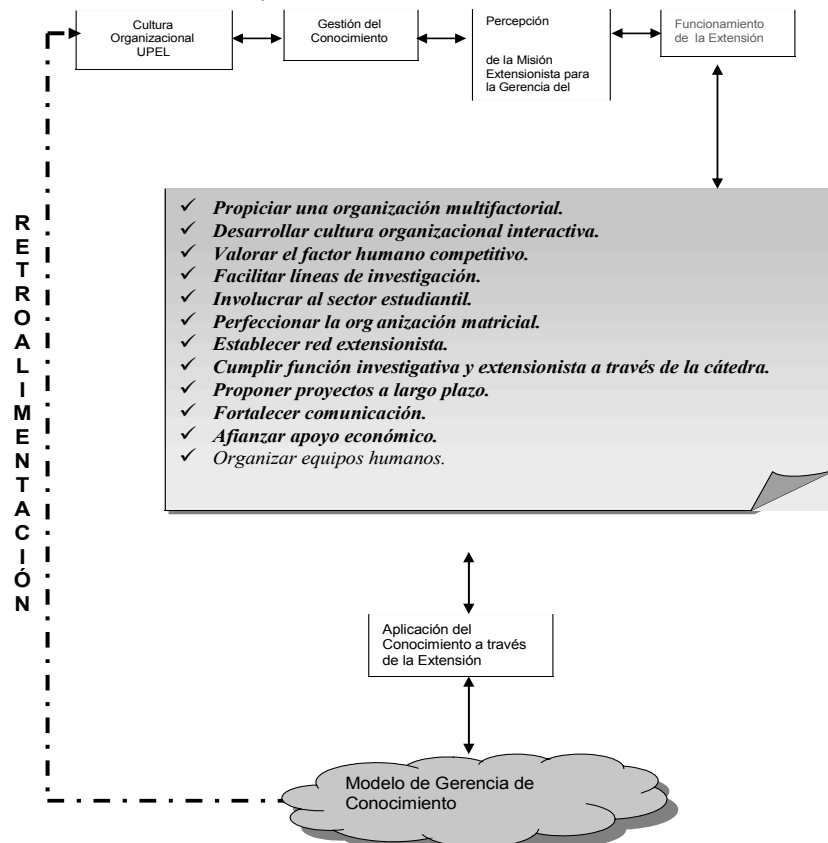 Cultura
Organizacional
UPEL
Gestión del
Conocimiento
Percepción
de la Misión
Extensionista para
la Gerencia del
Funcionamiento
de la Extensión
✓ Propiciar una organización multifactorial.
✓ Desarrollar cultura organizacional interactiva.
✓ Valorar el factor humano competitivo.
✓ Facilitar líneas de investigación.
✓ Involucrar al sector estudiantil.
✓ Perfeccionar la org anización matricial.
✓ Establecer red extensionista.
✓ Cumplir función investigativa y extensionista a través de la cátedra.
✓ Proponer proyectos a largo plazo.
✓ Fortalecer comunicación.
✓ Afianzar apoyo económico.
✓ Organizar equipos humanos.
R
E
T
R
O
A
L
I
M
E
N
T
A
C
I
Ó
N
Aplicación del
Conocimiento a través
de la Extensión
Modelo de Gerencia de
Conocimiento